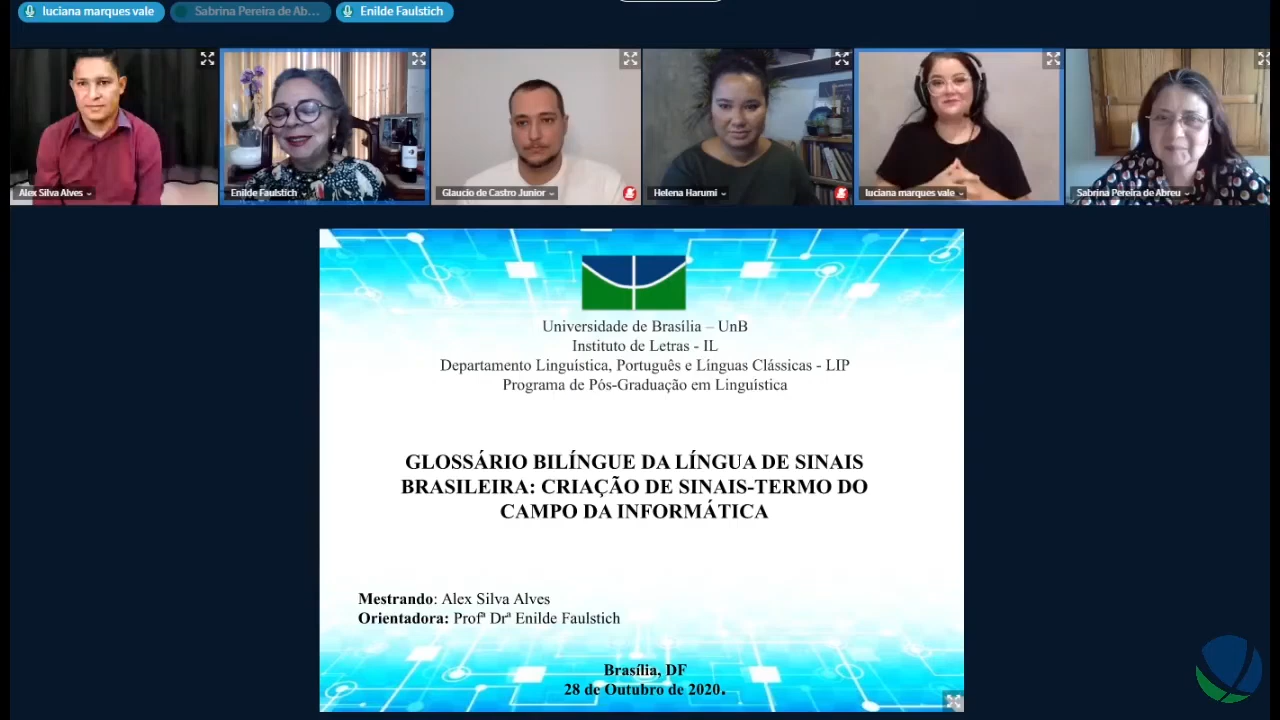 luciana marques vale
Sabrina Pereira de Ab...
Enilde Faulstich
Alex Silva Alves
Enilde Faulstich
Glaucio de Castro Junior
Helena Harumi
luciana marques vale
Sabrina Pereira de Abreu
Universidade de Brasília – UnB
Instituto de Letras - IL
Departamento Linguística, Português e Línguas Clássicas - LIP
Programa de Pós-Graduação em Linguística
GLOSSÁRIO BILÍNGUE DA LÍNGUA DE SINAIS
BRASILEIRA: CRIAÇÃO DE SINAIS-TERMO DO
CAMPO DA INFORMÁTICA
Mestrando: Alex Silva Alves
Orientadora: Profª Drª Enilde Faulstich
Brasília, DF
28 de Outubro de 2020.